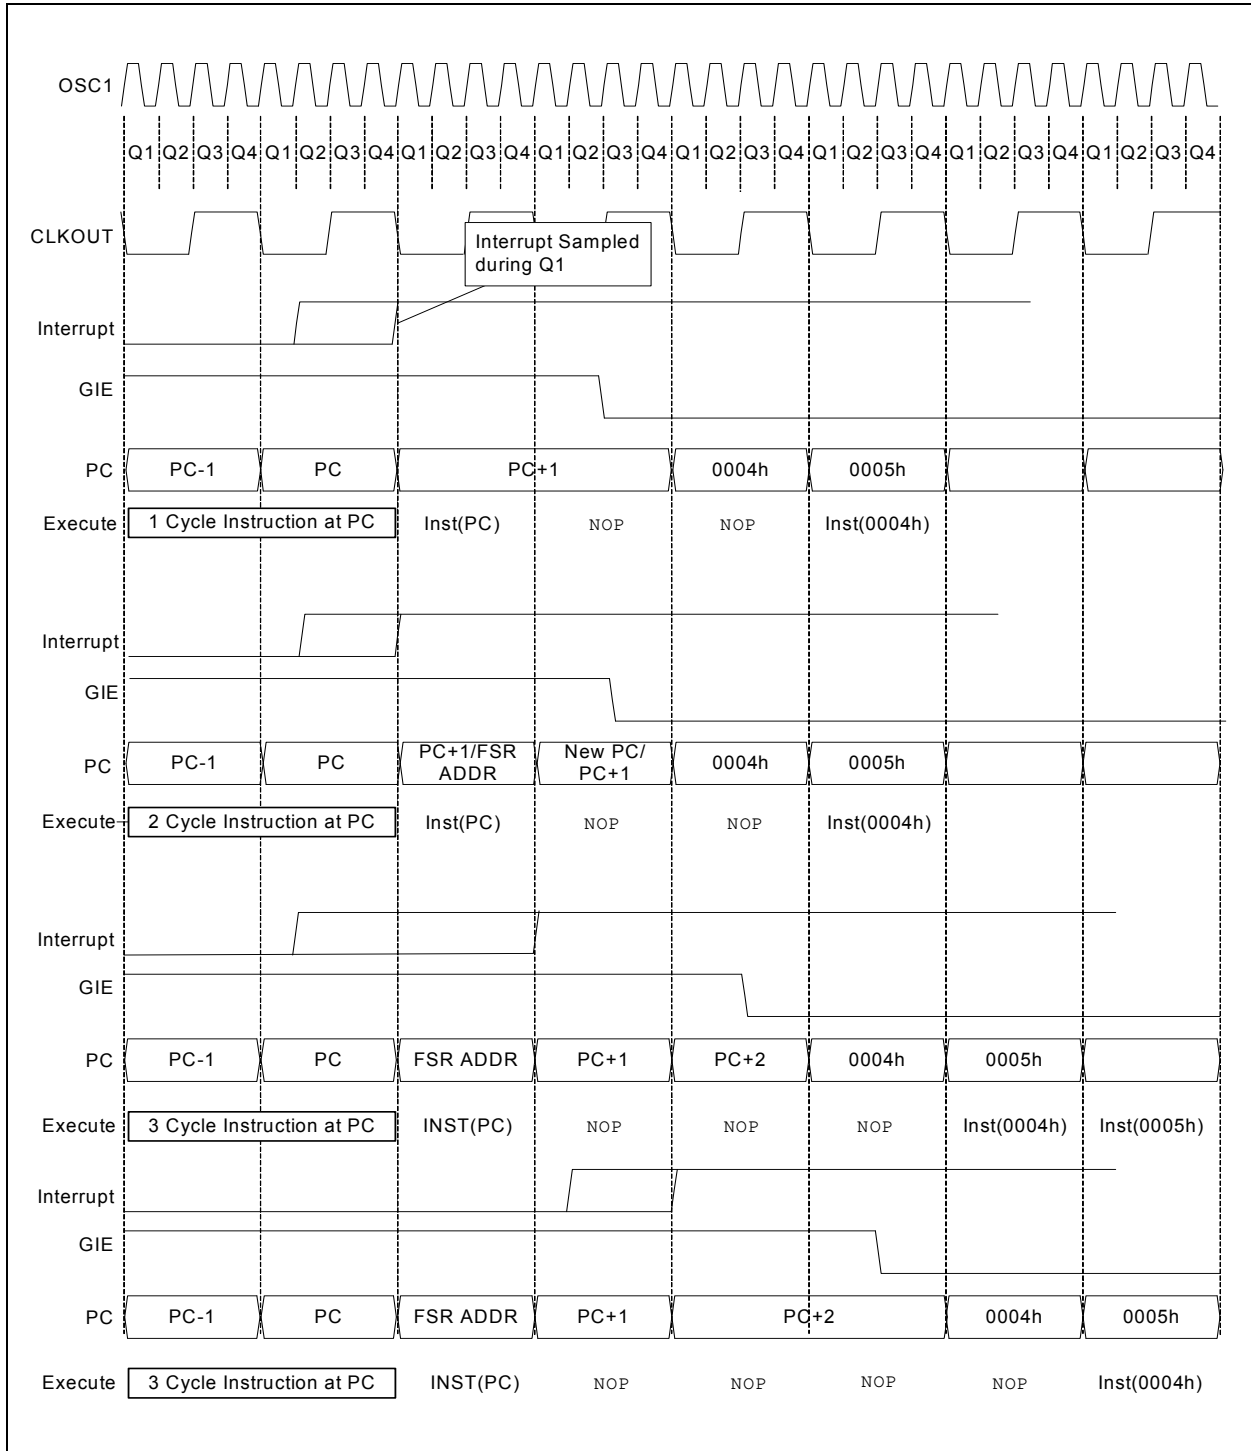 OSC1
Q1 Q2 Q3 Q4 Q1 Q2 Q3 Q4 Q1 Q2 Q3 Q4 Q1 Q2 Q3 Q4 Q1 Q2 Q3 Q4 Q1 Q2 Q3 Q4 Q1 Q2 Q3 Q4 Q1 Q2 Q3 Q4
CLKOUT
Interrupt Sampled
during Q1
Interrupt
GIE
PC PC-1 PC PC+1 0004h 0005h
Execute 1 Cycle Instruction at PC Inst(PC) NOP NOP Inst(0004h)
Interrupt
GIE
PC PC-1 PC PC+1/FSR ADDR New PC/ PC+1 0004h 0005h
Execute 2 Cycle Instruction at PC Inst(PC) NOP NOP Inst(0004h)
Interrupt
GIE
PC PC-1 PC FSR ADDR PC+1 PC+2 0004h 0005h
Execute 3 Cycle Instruction at PC INST(PC) NOP NOP NOP Inst(0004h) Inst(0005h)
Interrupt
GIE
PC PC-1 PC FSR ADDR PC+1 PC+2 0004h 0005h
Execute 3 Cycle Instruction at PC INST(PC) NOP NOP NOP NOP Inst(0004h)